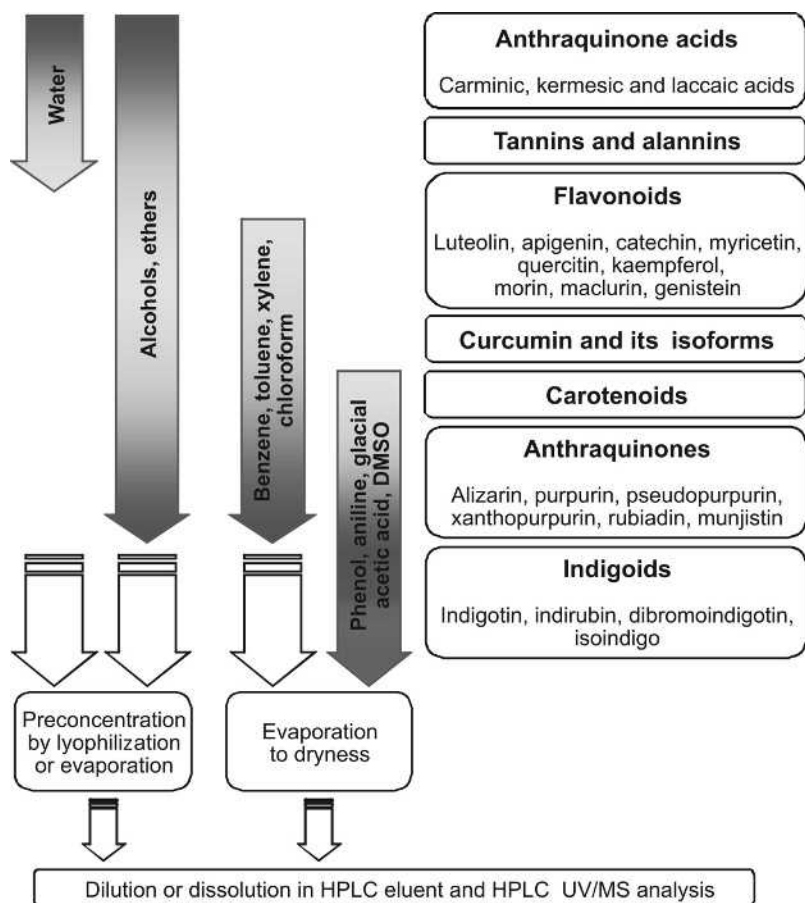 Water
Alcohols, ethers
Benzene, toluene, xylene,
chloroform
Phenol, aniline, glacial
acetic acid, DMSO
Anthraquinone acids
Carminic, kermesic and laccaic acids
Tannins and alannins
Flavonoids
Luteolin, apigenin, catechin, myricetin,
quercitin, kaempferol,
morin, maclurin, genistein
Curcumin and its isoforms
Carotenoids
Anthraquinones
Alizarin, purpurin, pseudopurpurin,
xanthopurpurin, rubiadin, munjistin
Indigoids
Indigotin, indirubin, dibromoindigotin,
isoindigo
Preconcentration
by lyophilization
or evaporation
Evaporation
to dryness
Dilution or dissolution in HPLC eluent and HPLC UV/MS analysis